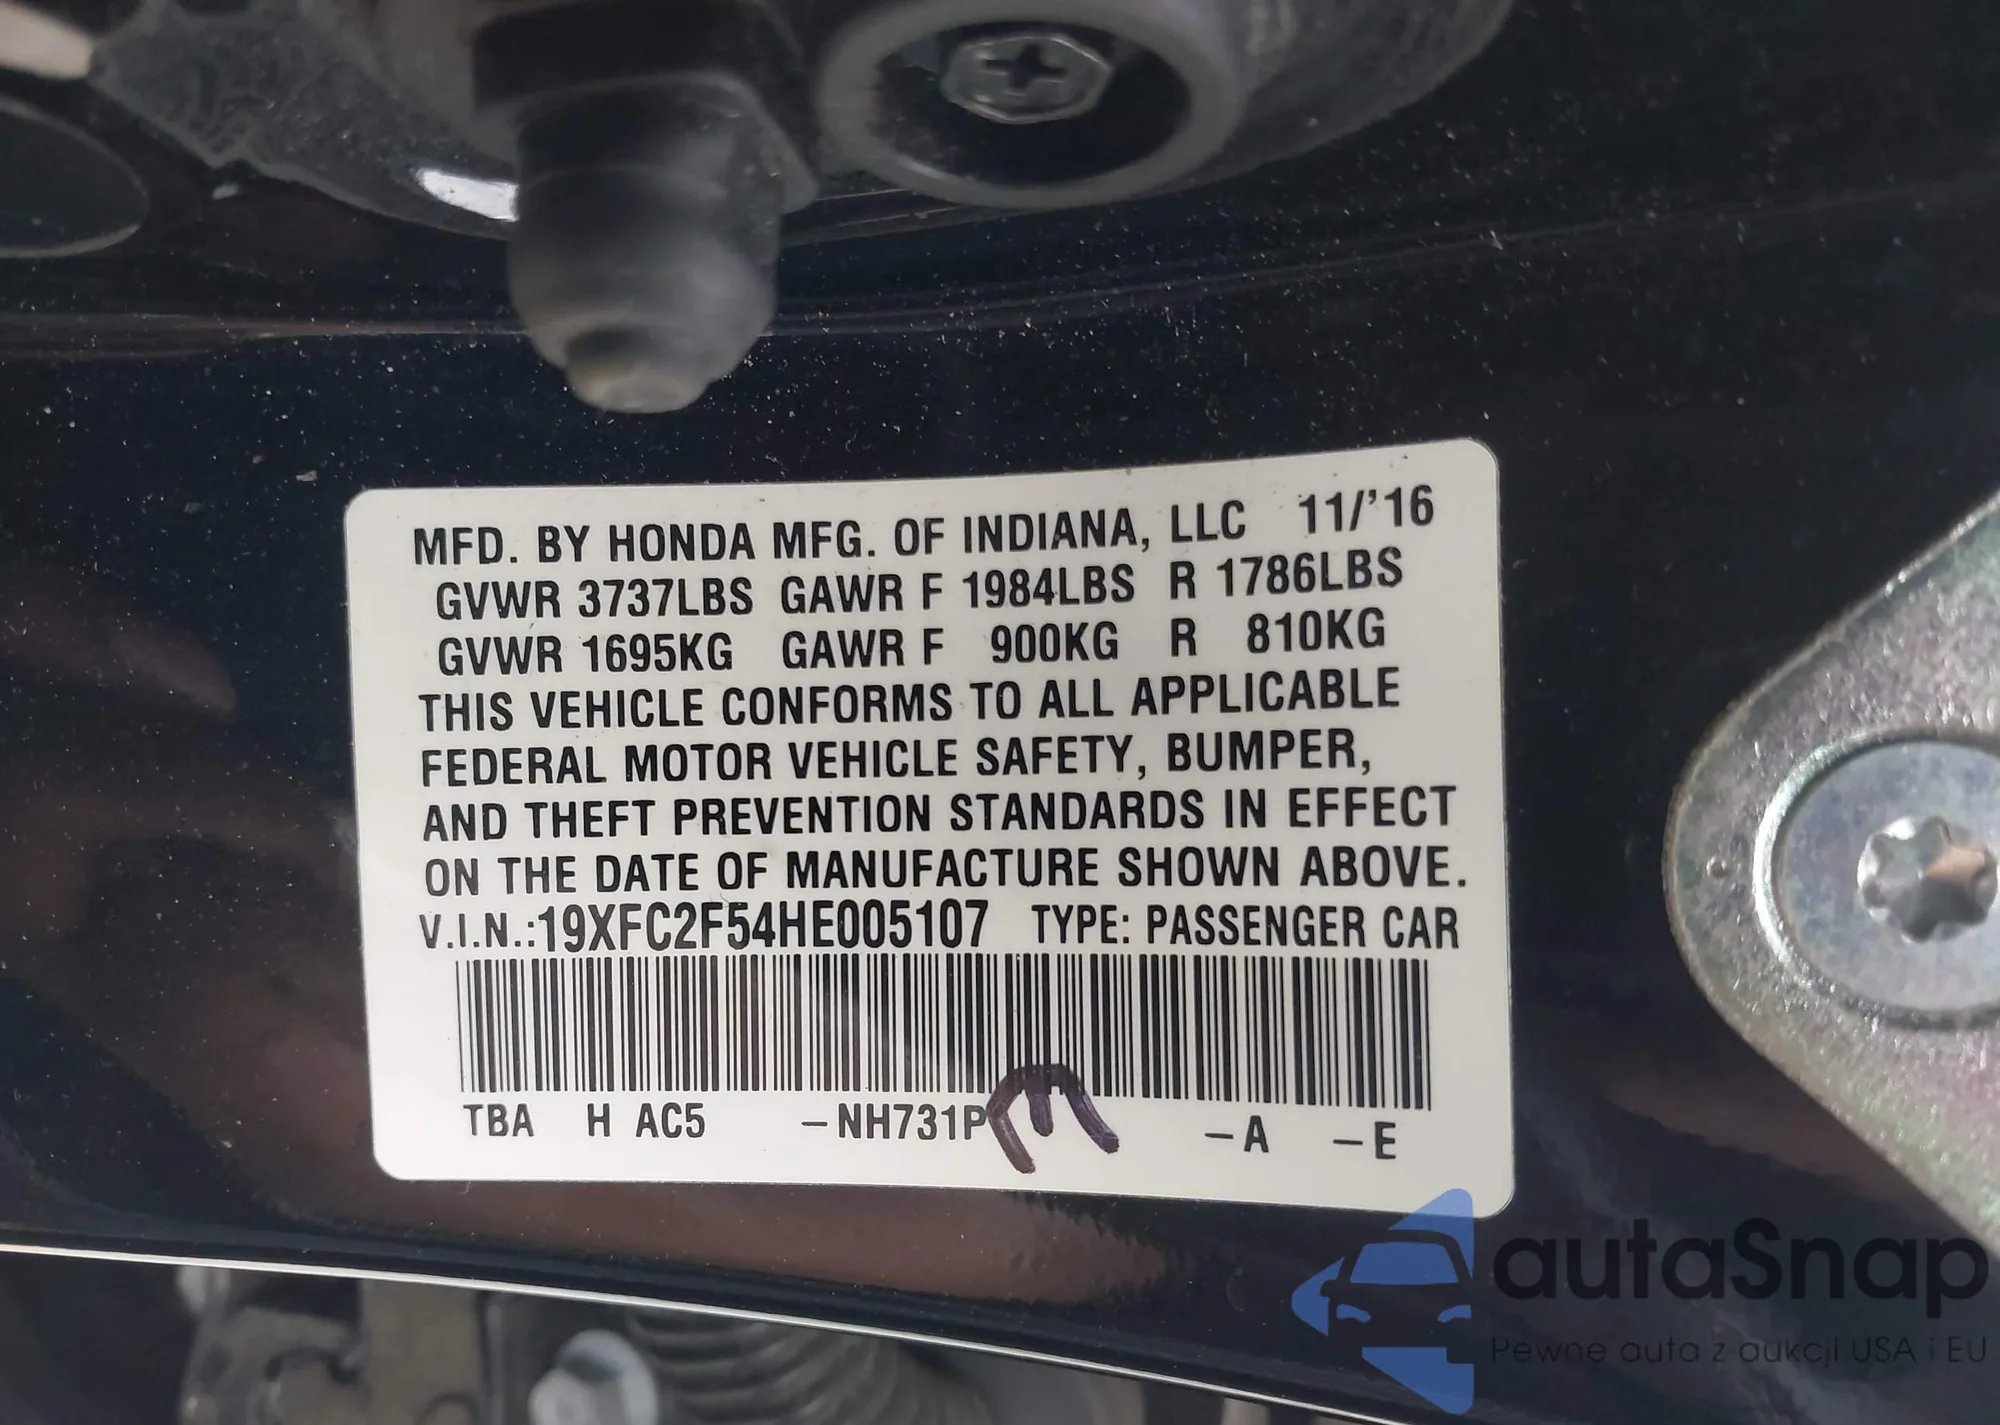 MFD. BY HONDA MFG. OF INDIANA, LLC 11/'16
GVWR 3737LBS GAWR F 1984LBS R 1786LBS
GVWR 1695KG GAWR F 900KG R 810KG
THIS VEHICLE CONFORMS TO ALL APPLICABLE
FEDERAL MOTOR VEHICLE SAFETY, BUMPER,
AND THEFT PREVENTION STANDARDS IN EFFECT
ON THE DATE OF MANUFACTURE SHOWN ABOVE.
V.I.N.:19XFC2F54HE005107 TYPE: PASSENGER CAR
TBA H AC5 –NH731P –A –E
autaSnap
Pewne auta z aukcji USA i EU